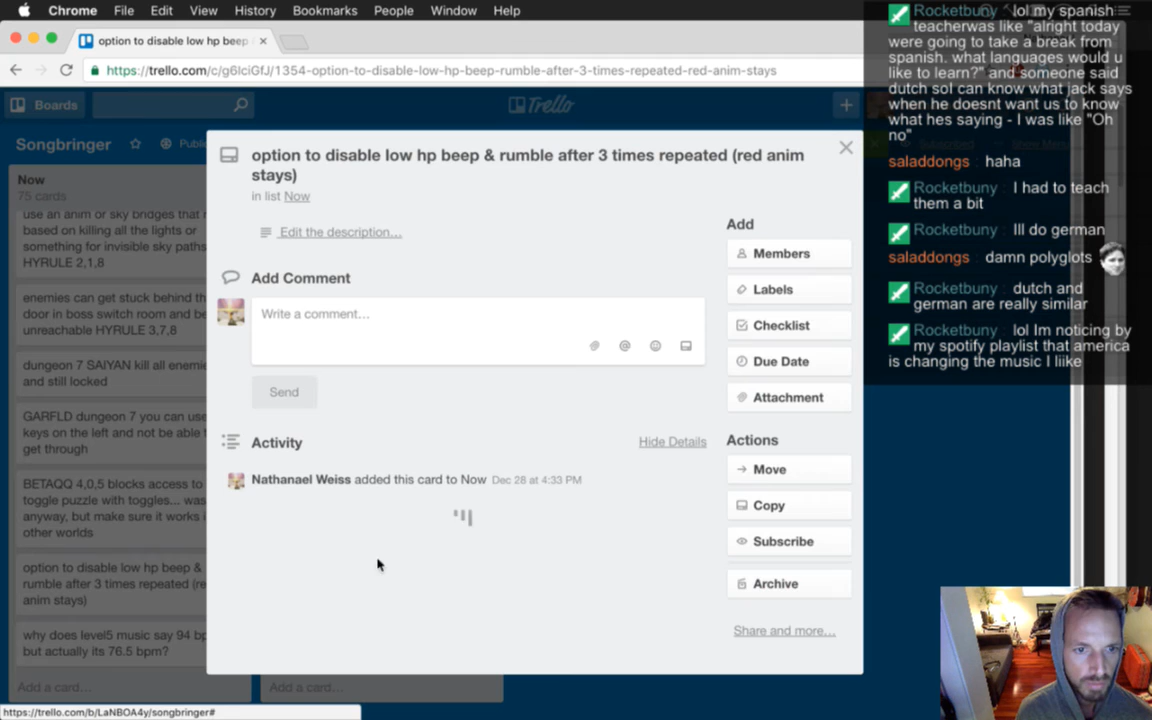 Chrome File Edit View History Bookmarks People Window Help
option to disable low hp beep
https://trello.com/c/g6lciGfJ/1354-option-to-disable-low-hp-beep-rumble-after-3-times-repeated-red-anim-stays
Boards
Trello
Songbringer
Now
75 cards
use an anim or sky bridges that r
based on killing all the lights or
something for invisible sky paths
HYRULE 2,1,8
enemies can get stuck behind th
door in boss switch room and be
unreachable HYRULE 3,7,8
dungeon 7 SAIYAN kill all enemie
and still locked
GARFLD dungeon 7 you can use
keys on the left and not be able t
get through
BETAQQ 4,0,5 blocks access to
toggle puzzle with toggles... was
anyway, but make sure it works i
other worlds
option to disable low hp beep &
rumble after 3 times repeated (re
anim stays)
why does level5 music say 94 bp
but actually its 76.5 bpm?
Add a card…
Add a card…
option to disable low hp beep & rumble after 3 times repeated (red anim
stays)
in list Now
Edit the description…
Add Comment
Write a comment…
Send
Activity
Hide Details
Nathanael Weiss added this card to Now Dec 28 at 4:33 PM
Add
Members
Labels
Checklist
Due Date
Attachment
Actions
Move
Copy
Subscribe
Archive
Share and more…
Rocketbuny : lol my spanish
teacherwas like "alright today
were going to take a break from
spanish. what languages would u
like to learn?" and someone said
dutch soI can know what jack says
when he doesnt want us to know
what hes saying - I was like "Oh
no"
saladdongs : haha
Rocketbuny : I had to teach
them a bit
Rocketbuny : Ill do german
saladdongs : damn polyglots
Rocketbuny : dutch and
german are really similar
Rocketbuny : lol Im noticing by
my spotify playlist that america
is changing the music I liike
https://trello.com/b/LaNBOA4y/songbringer#